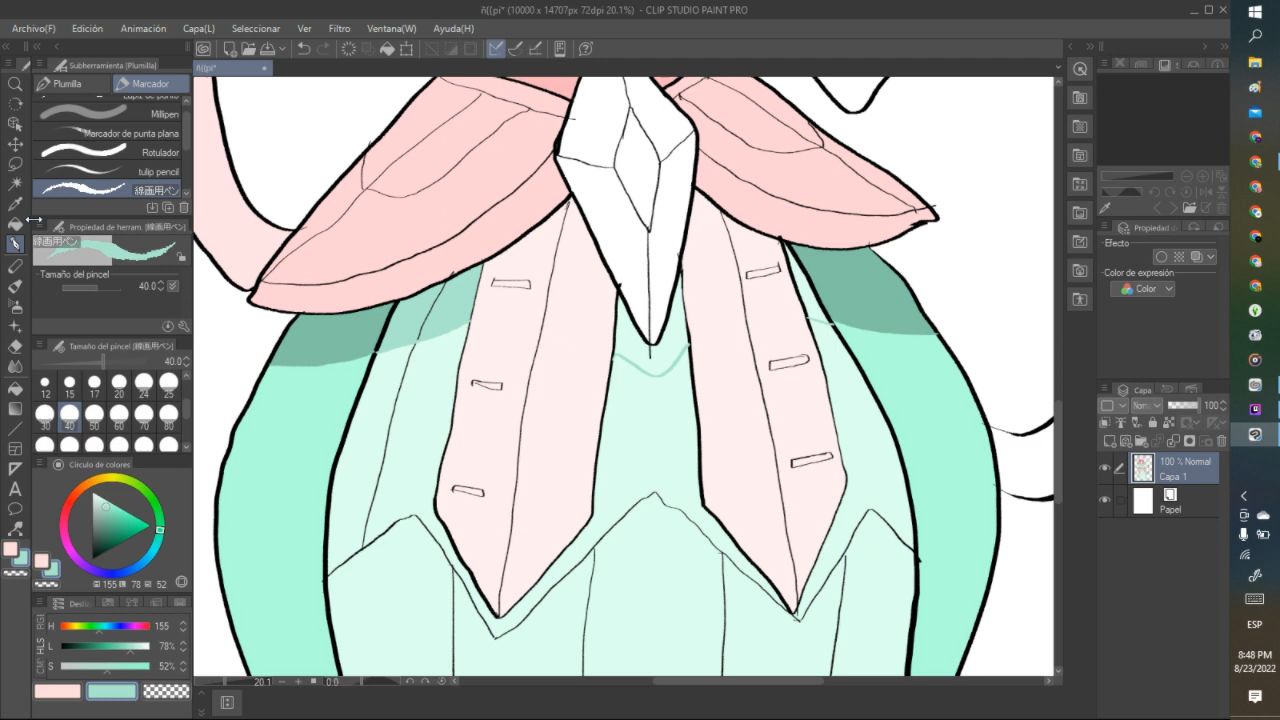 ñ{{pi* (10000 x 14707px 72dpi 20.1%) - CLIP STUDIO PAINT PRO
Archivo(F) Edición Animación Capa(L) Seleccionar Ver Filtro Ventana(W) Ayuda(H)
Subherramienta (Plumilla)
ñ{{pi*
Plumilla Marcador
Milipen
Marcador de punta plana
Rotulador
tulip pencil
線画用ペン
Propiedad de herram. (線画用ペン)
線画用ペン
Tamaño del pincel
40.0
Tamaño del pincel (線画用ペン)
40.0
12 15 17 20 24 25
30 40 50 60 70 80
Círculo de colores
155 78 52
Desliz
RGB
HLS
H 155
L 78%
S 52%
20.1 0.0
Propiedad d
Efecto
Color de expresión
Color
Capa
100
100 % Normal
Capa 1
Papel
ESP
8:48 PM
8/23/2022